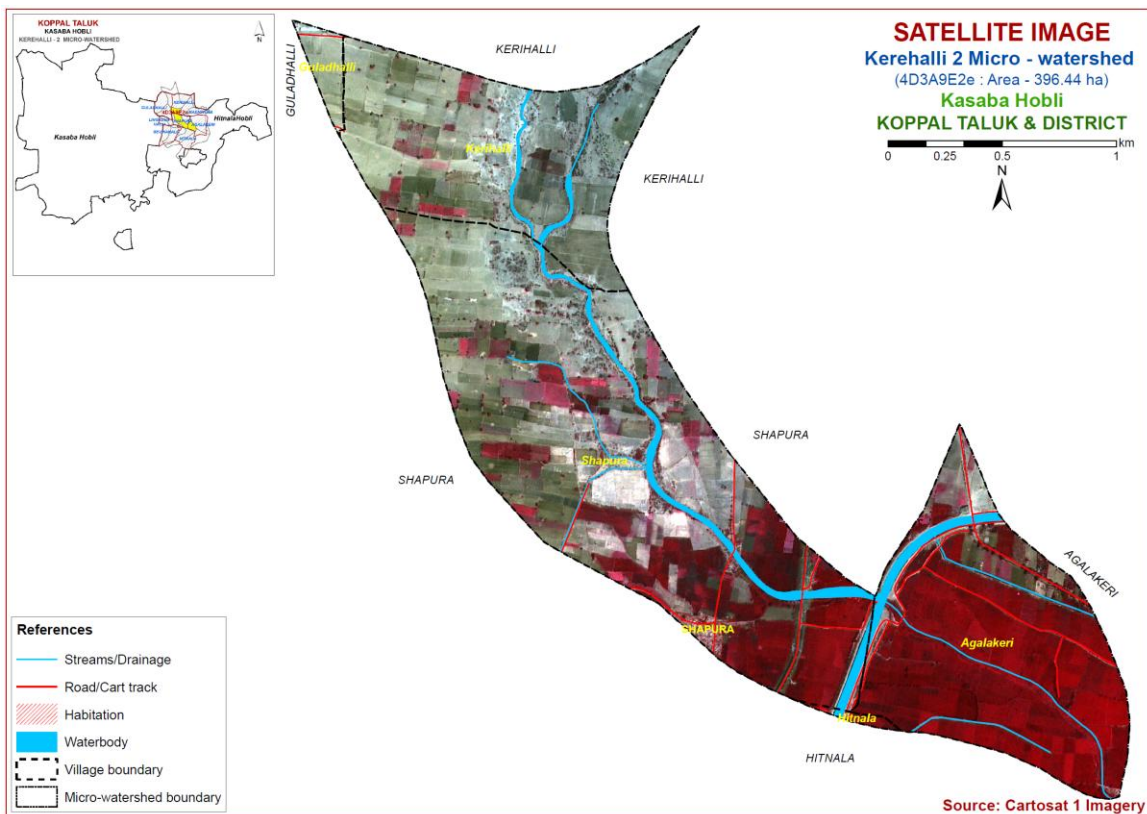 KOPPAL TALUK
KASABA HOBLI
KEREHALLI - 2 MICRO-WATERSHED
N
Kasaba Hobli
HitnalaHobli
SATELLITE IMAGE
Kerehalli 2 Micro - watershed
(4D3A9E2e : Area - 396.44 ha)
Kasaba Hobli
KOPPAL TALUK & DISTRICT
km
0 0.25 0.5 1
N
KERIHALLI
GULADHALLI
Guladhalli
Kerihalli
KERIHALLI
SHAPURA
Shapura
SHAPURA
AGALAKERI
SHAPURA
Agalakeri
Hitnala
HITNALA
References
Streams/Drainage
Road/Cart track
Habitation
Waterbody
Village boundary
Micro-watershed boundary
Source: Cartosat 1 Imagery